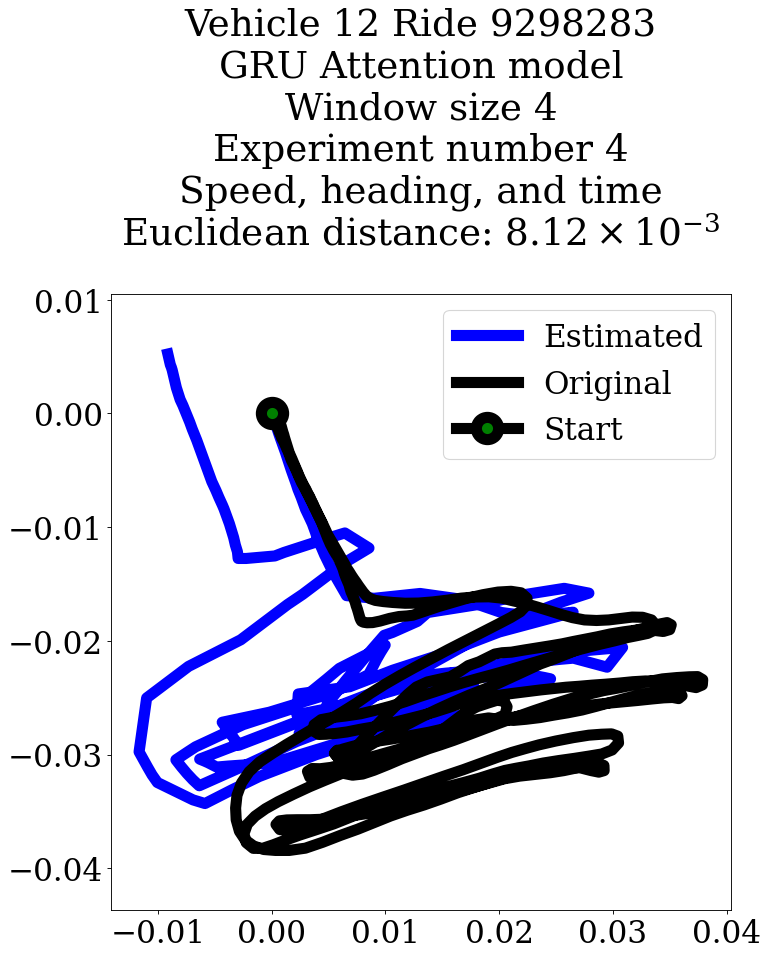 Vehicle 12 Ride 9298283
GRU Attention model
Window size 4
Experiment number 4
Speed, heading, and time
Euclidean distance: 8.12 × 10⁻³
Estimated
Original
Start
0.01
0.00
−0.01
−0.02
−0.03
−0.04
−0.01 0.00 0.01 0.02 0.03 0.04